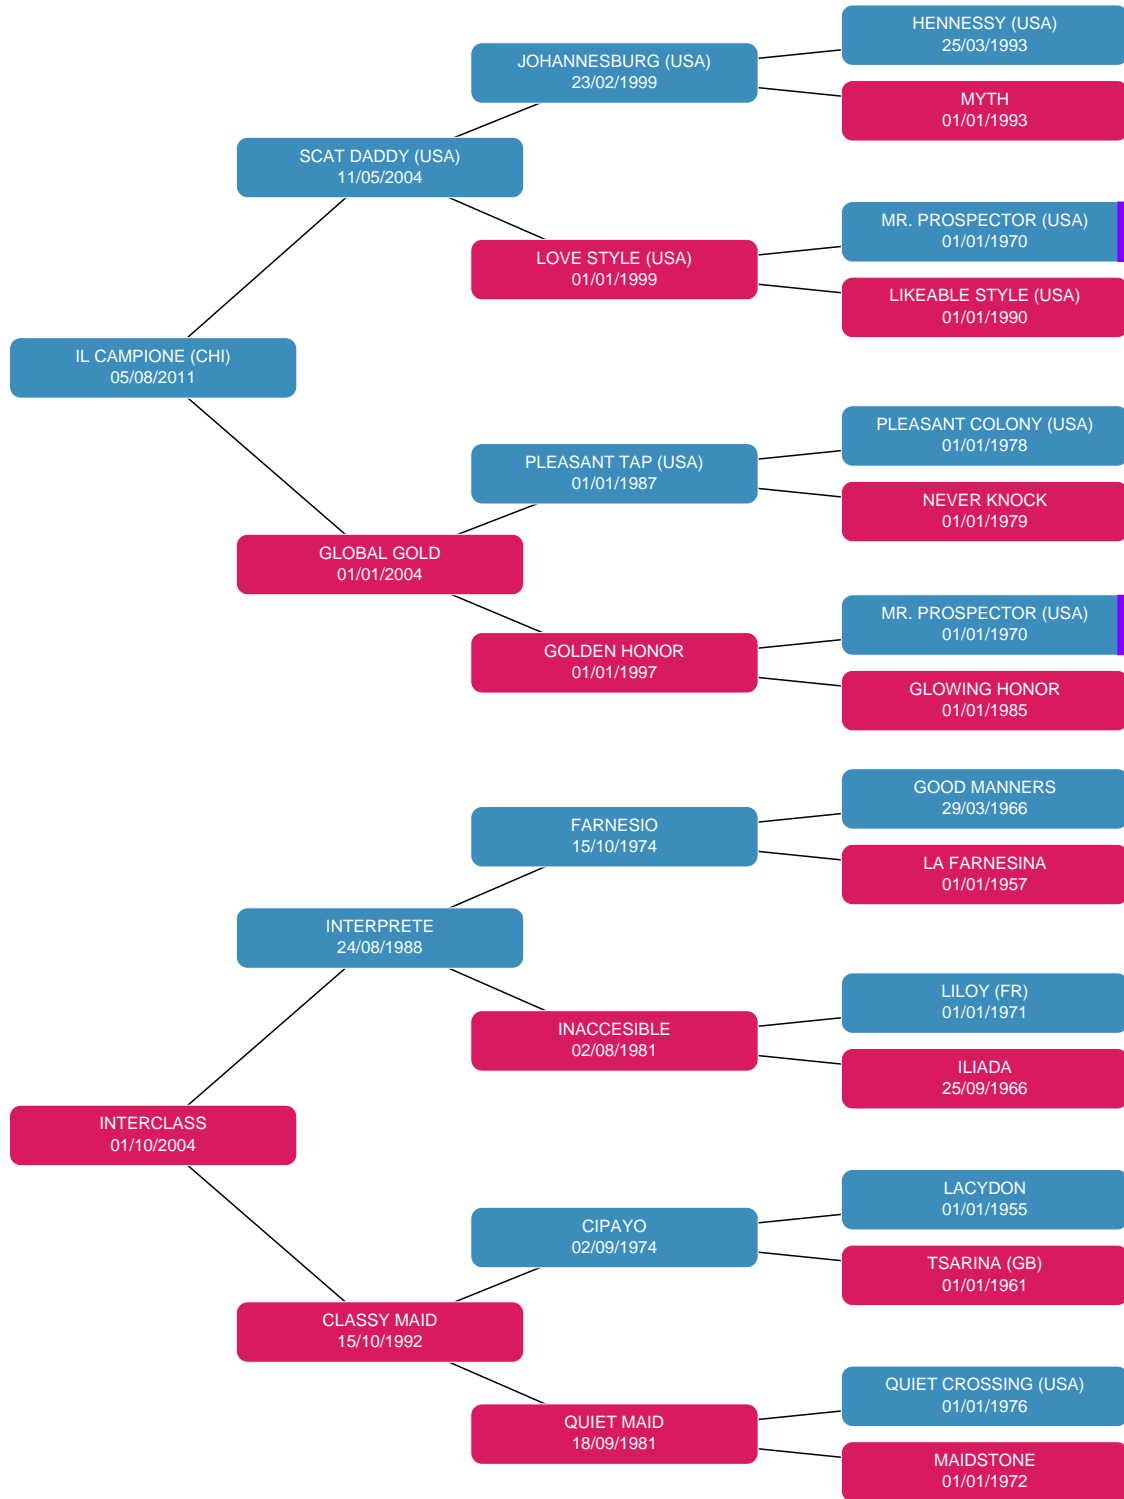 HENNESSY (USA)
25/03/1993
JOHANNESBURG (USA)
23/02/1999
MYTH
01/01/1993
SCAT DADDY (USA)
11/05/2004
MR. PROSPECTOR (USA)
01/01/1970
LOVE STYLE (USA)
01/01/1999
LIKEABLE STYLE (USA)
01/01/1990
IL CAMPIONE (CHI)
05/08/2011
PLEASANT COLONY (USA)
01/01/1978
PLEASANT TAP (USA)
01/01/1987
NEVER KNOCK
01/01/1979
GLOBAL GOLD
01/01/2004
MR. PROSPECTOR (USA)
01/01/1970
GOLDEN HONOR
01/01/1997
GLOWING HONOR
01/01/1985
GOOD MANNERS
29/03/1966
FARNESIO
15/10/1974
LA FARNESINA
01/01/1957
INTERPRETE
24/08/1988
LILOY (FR)
01/01/1971
INACCESIBLE
02/08/1981
ILIADA
25/09/1966
INTERCLASS
01/10/2004
LACYDON
01/01/1955
CIPAYO
02/09/1974
TSARINA (GB)
01/01/1961
CLASSY MAID
15/10/1992
QUIET CROSSING (USA)
01/01/1976
QUIET MAID
18/09/1981
MAIDSTONE
01/01/1972